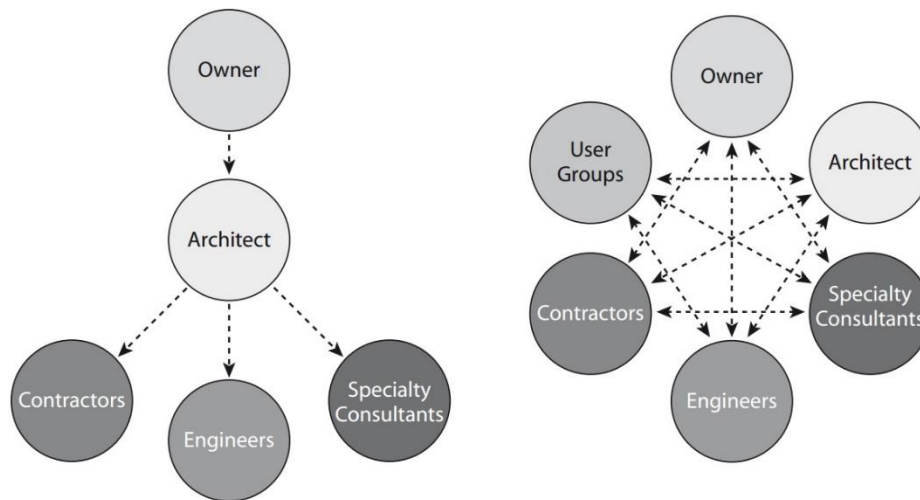 Owner
Architect
Contractors
Engineers
Specialty
Consultants
Owner
User
Groups
Architect
Contractors
Specialty
Consultants
Engineers